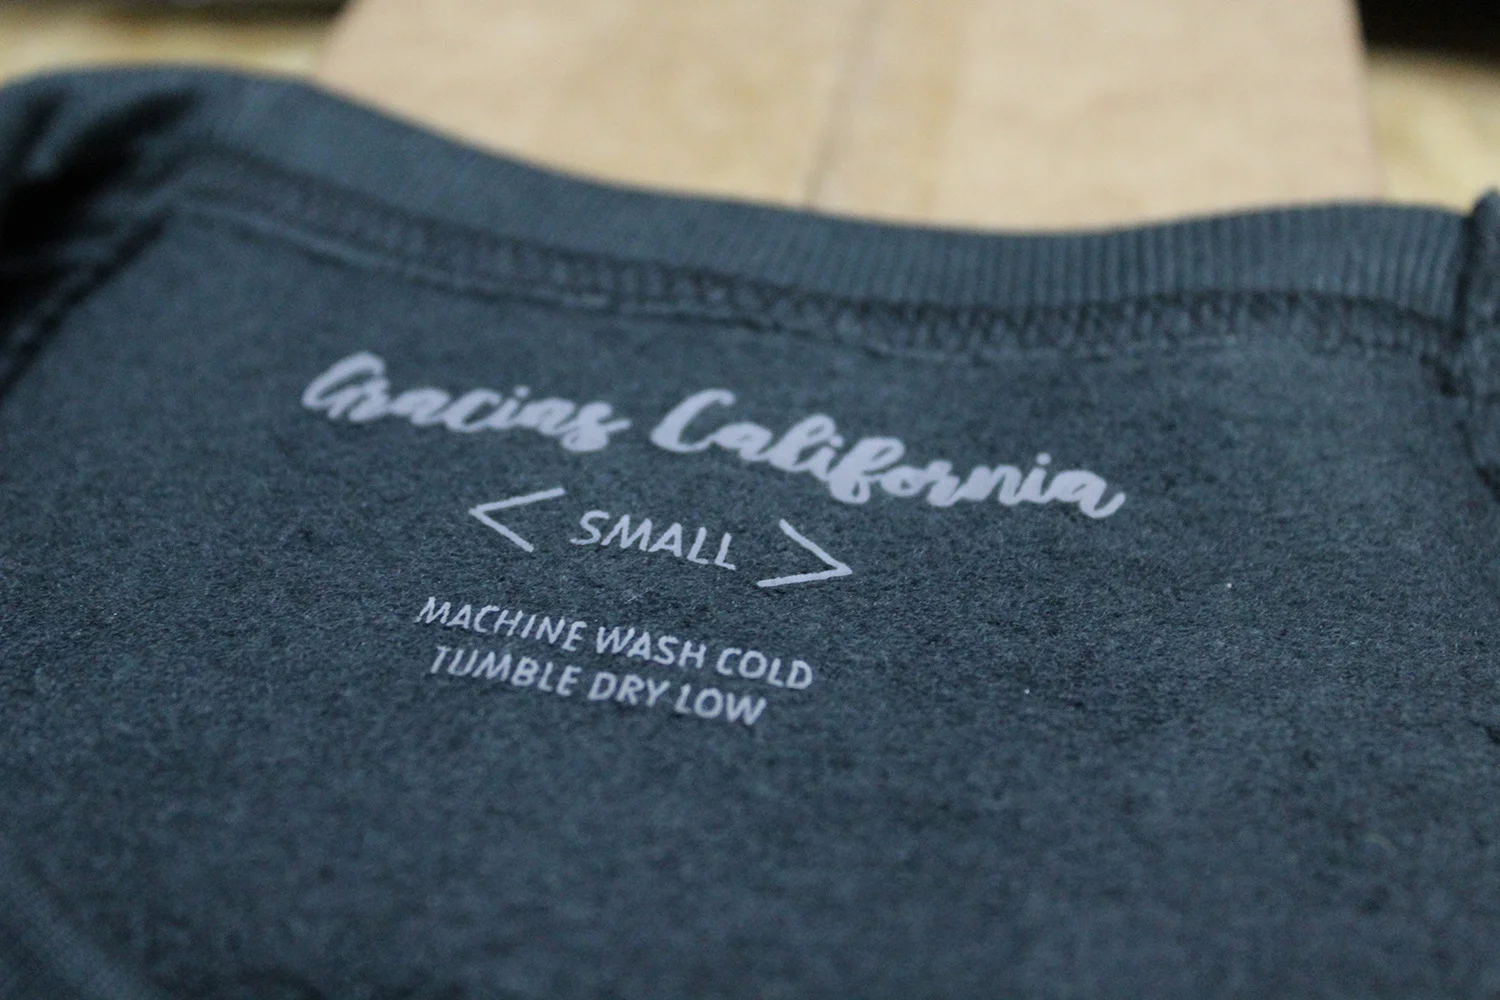 Gracias California
< SMALL >
MACHINE WASH COLD
TUMBLE DRY LOW